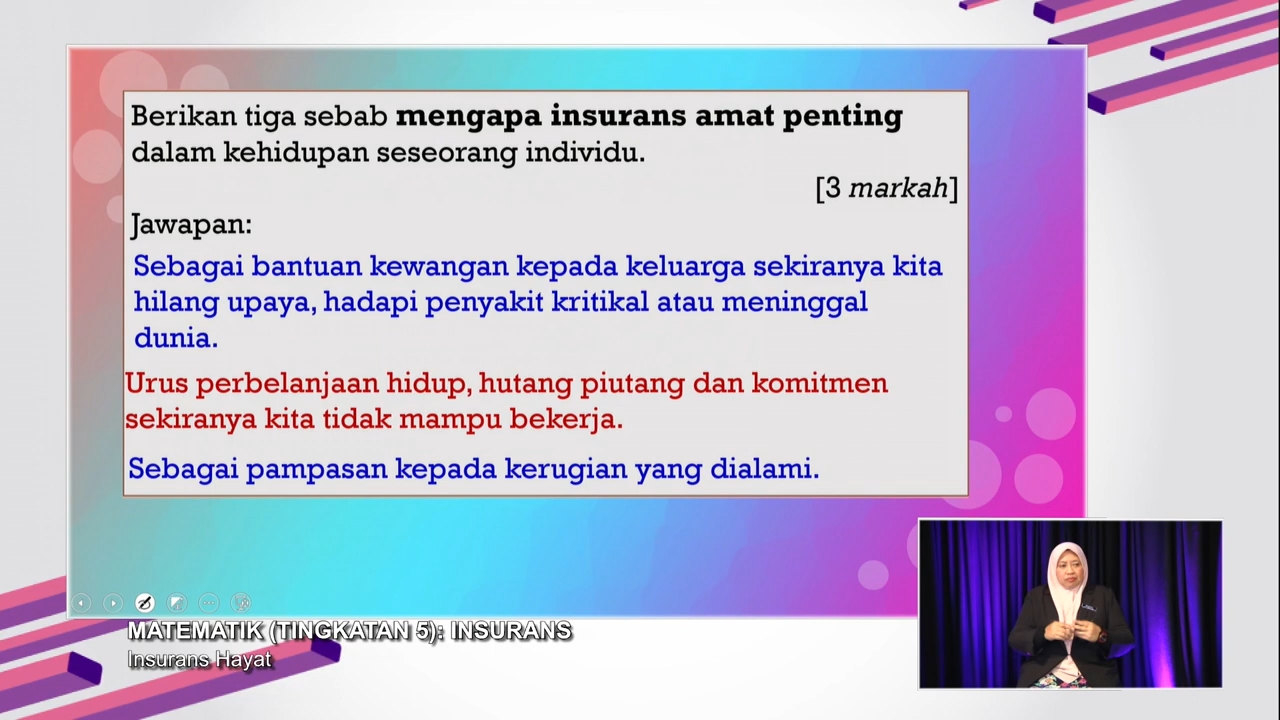 Berikan tiga sebab mengapa insurans amat penting
dalam kehidupan seseorang individu.
[3 markah]
Jawapan:
Sebagai bantuan kewangan kepada keluarga sekiranya kita
hilang upaya, hadapi penyakit kritikal atau meninggal
dunia.
Urus perbelanjaan hidup, hutang piutang dan komitmen
sekiranya kita tidak mampu bekerja.
Sebagai pampasan kepada kerugian yang dialami.
MATEMATIK (TINGKATAN 5): INSURANS
Insurans Hayat